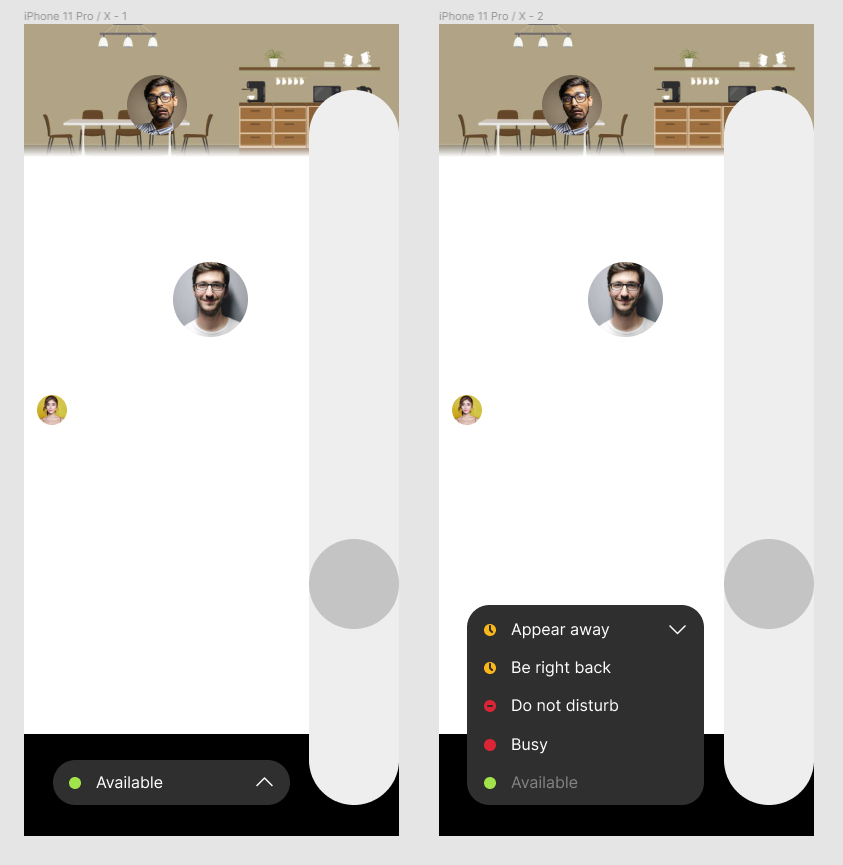 iPhone 11 Pro / X - 1
iPhone 11 Pro / X - 2
Available
Appear away
Be right back
Do not disturb
Busy
Available